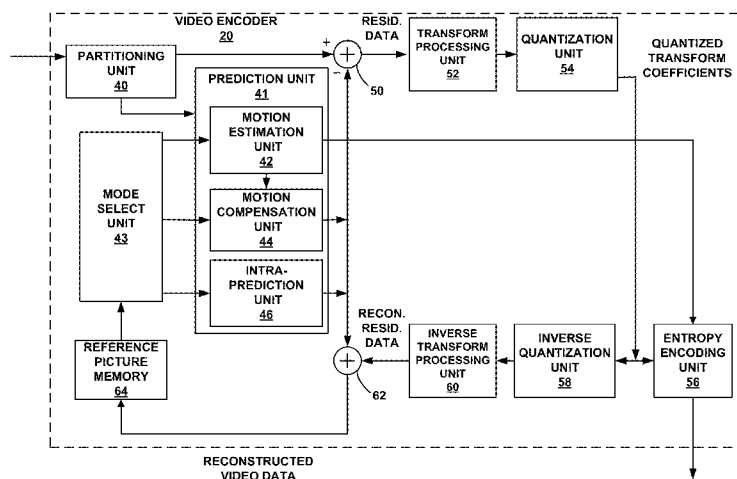 VIDEO ENCODER
20
RESID.
DATA
PARTITIONING
UNIT
40
+
+
–
50
TRANSFORM
PROCESSING
UNIT
52
QUANTIZATION
UNIT
54
QUANTIZED
TRANSFORM
COEFFICIENTS
PREDICTION UNIT
41
MOTION
ESTIMATION
UNIT
42
MODE
SELECT
UNIT
43
MOTION
COMPENSATION
UNIT
44
INTRA-
PREDICTION
UNIT
46
RECON.
RESID.
DATA
REFERENCE
PICTURE
MEMORY
64
+
62
INVERSE
TRANSFORM
PROCESSING
UNIT
60
INVERSE
QUANTIZATION
UNIT
58
ENTROPY
ENCODING
UNIT
56
RECONSTRUCTED
VIDEO DATA